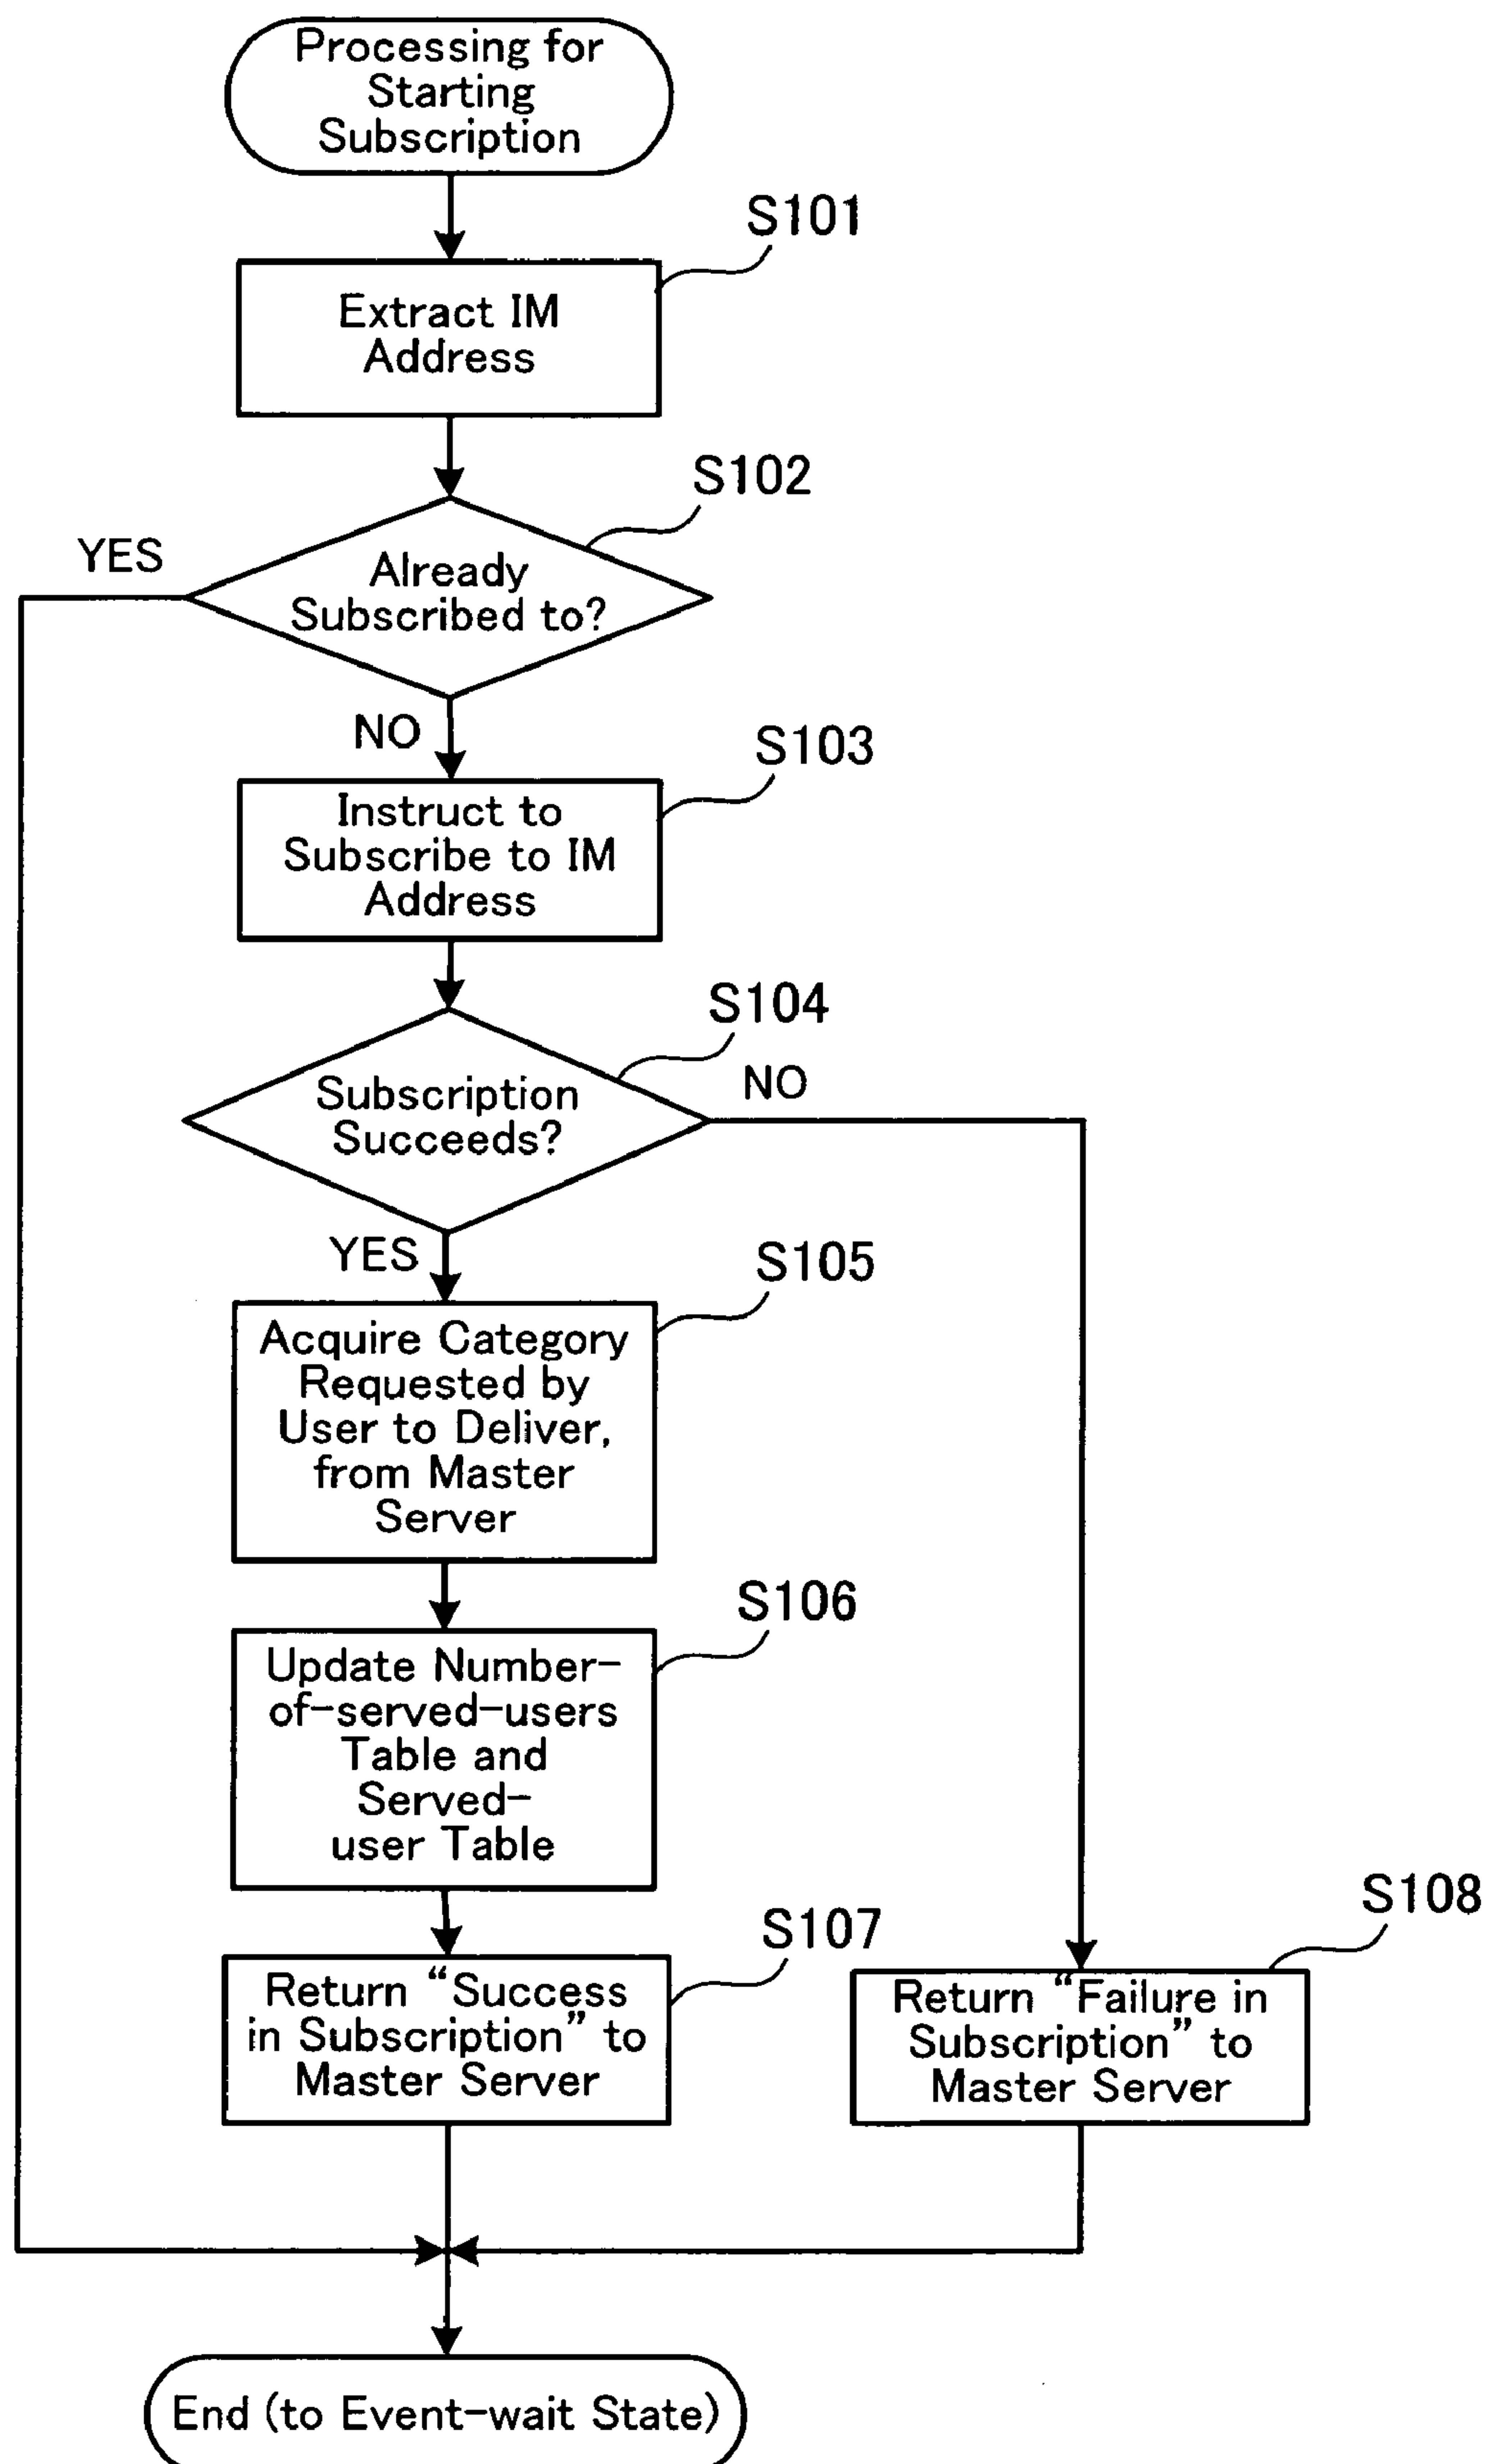 Processing for
Starting
Subscription
S101
Extract IM
Address
S102
YES
Already
Subscribed to?
NO
S103
Instruct to
Subscribe to IM
Address
S104
NO
Subscription
Succeeds?
YES
S105
Acquire Category
Requested by
User to Deliver,
from Master
Server
S106
Update Number-
of-served-users
Table and
Served-
user Table
S107
Return “Success
in Subscription” to
Master Server
S108
Return “Failure in
Subscription” to
Master Server
End (to Event-wait State)